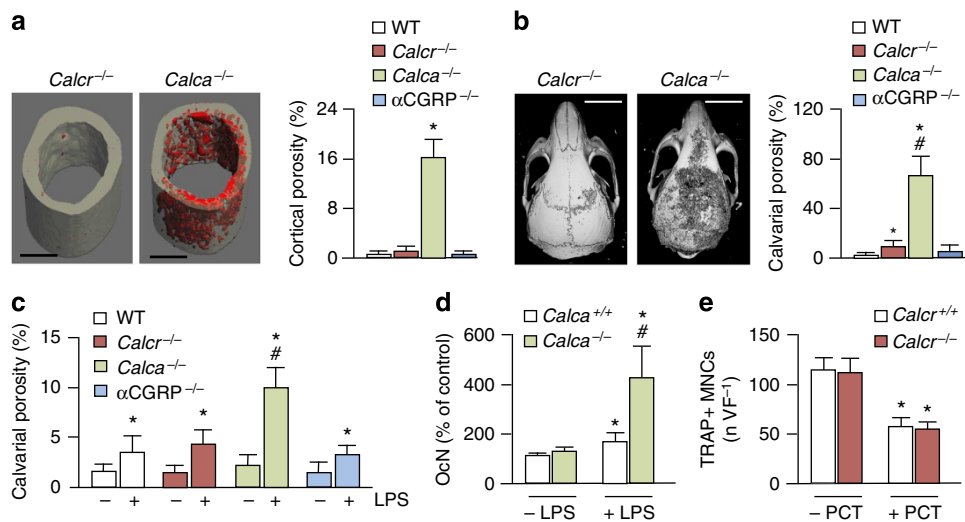 a
WT
Calcr–/–
Calca–/–
αCGRP–/–
Calcr–/–
Calca–/–
Cortical porosity (%)
24
16
8
0
*
b
WT
Calcr–/–
Calca–/–
αCGRP–/–
Calcr–/–
Calca–/–
Calvarial porosity (%)
120
80
40
0
*
*
#
c
WT
Calcr–/–
Calca–/–
αCGRP–/–
Calvarial porosity (%)
15
10
5
0
*
*
*
#
*
– + – + – + – + LPS
d
Calca+/+
Calca–/–
OcN (% of control)
600
400
200
0
*
*
#
– LPS + LPS
e
Calcr+/+
Calcr–/–
TRAP+ MNCs
(n VF–1)
150
100
50
0
* *
– PCT + PCT